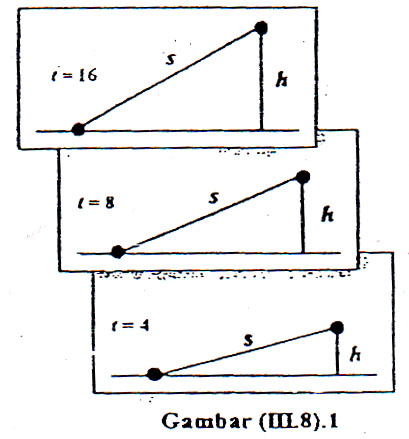 t = 16
s
h
t = 8
s
h
t = 4
s
h
Gambar (III.8).1